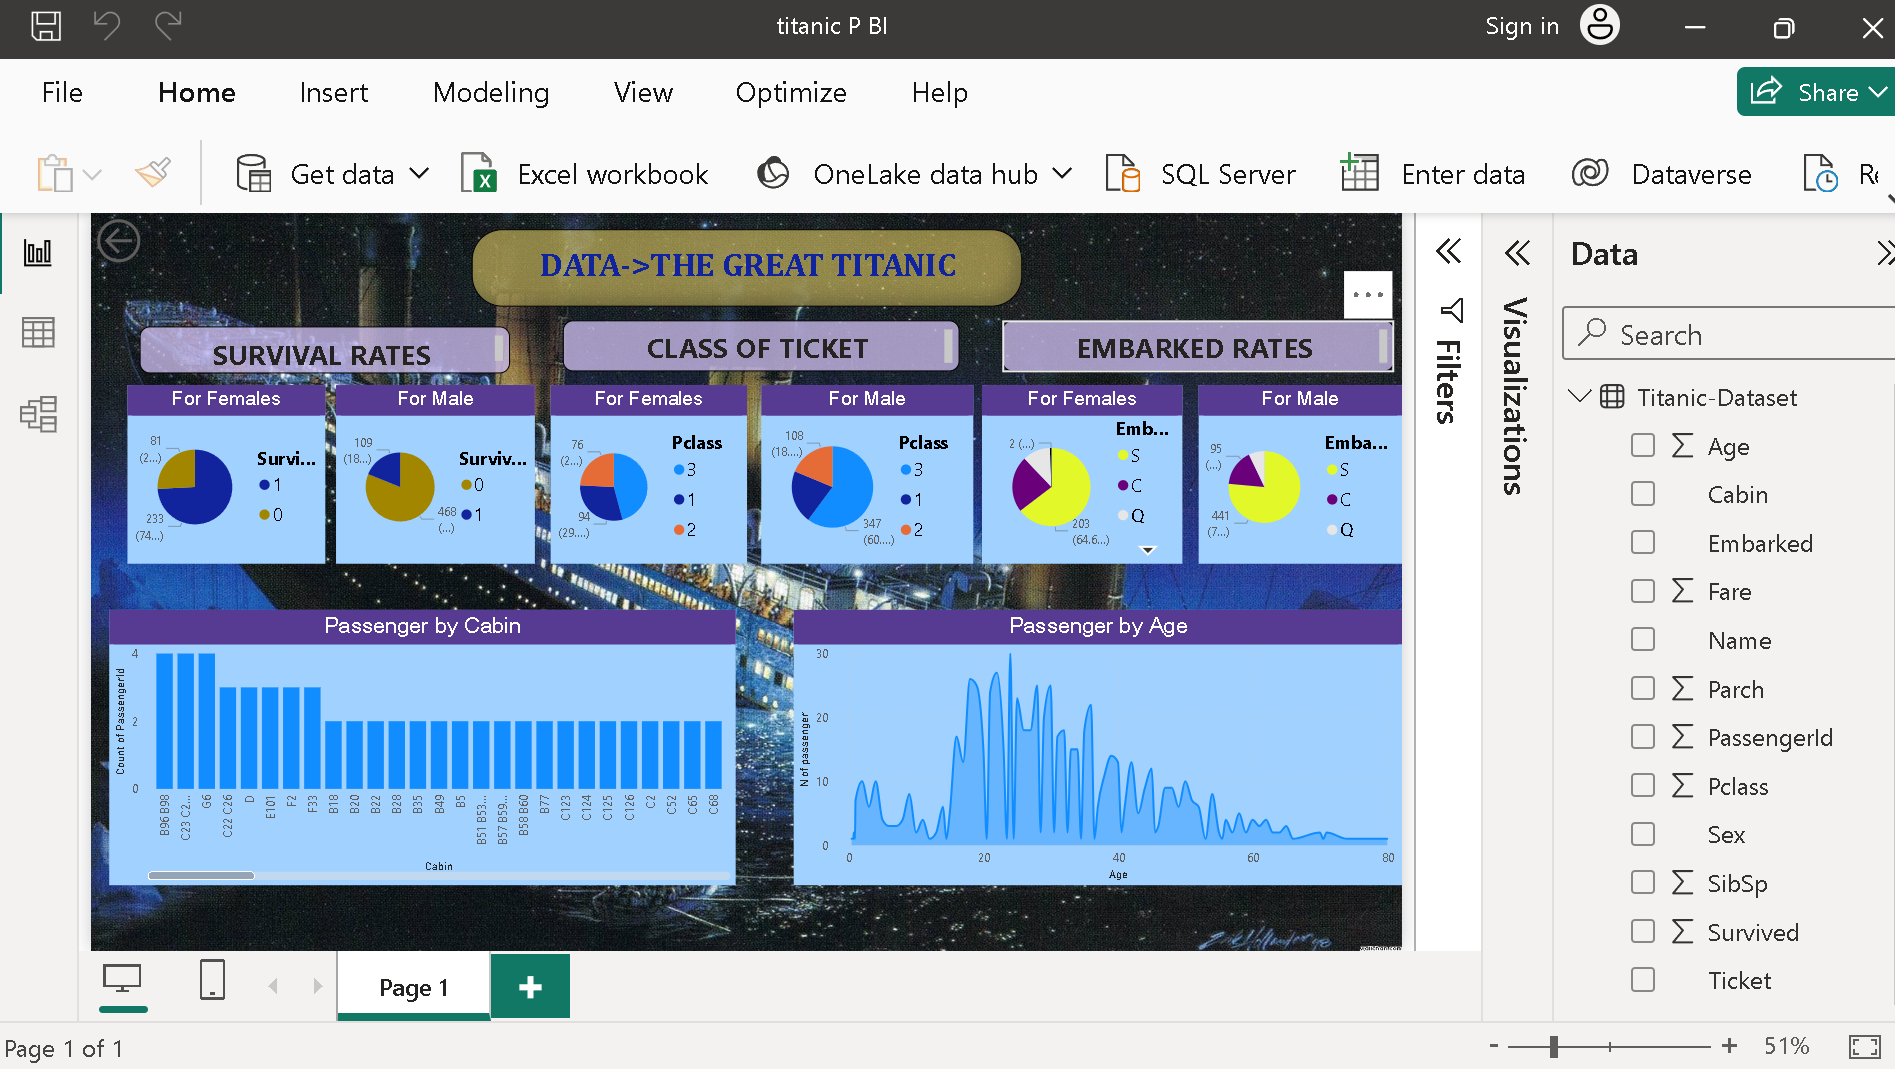 titanic P BI
Sign in
File Home Insert Modeling View Optimize Help
Share
Get data Excel workbook OneLake data hub SQL Server Enter data Dataverse
DATA->THE GREAT TITANIC
SURVIVAL RATES CLASS OF TICKET EMBARKED RATES
For Females
81
(2...)
233
(74...)
Survi...
1
0
For Male
109
(18...)
468
(...)
Surviv...
0
1
For Females
76
(2...)
94
(29....)
Pclass
3
1
2
For Male
108
(18....)
347
(60....)
Pclass
3
1
2
For Females
2 (...)
203
(64.6...)
Emb...
S
C
Q
For Male
95
(...)
441
(7...)
Emba...
S
C
Q
Passenger by Cabin
Count of PassengerId
4
2
0
B96 B98
C23 C2...
G6
C22 C26
D
E101
F2
F33
B18
B20
B22
B28
B35
B49
B5
B51 B53...
B57 B59...
B58 B60
B77
C123
C124
C125
C126
C2
C52
C65
C68
Cabin
Passenger by Age
N of passenger
30
20
10
0
0 20 40 60 80
Age
Filters
Visualizations
Data
Search
Titanic-Dataset
Age
Cabin
Embarked
Fare
Name
Parch
PassengerId
Pclass
Sex
SibSp
Survived
Ticket
Page 1
Page 1 of 1
- + 51%